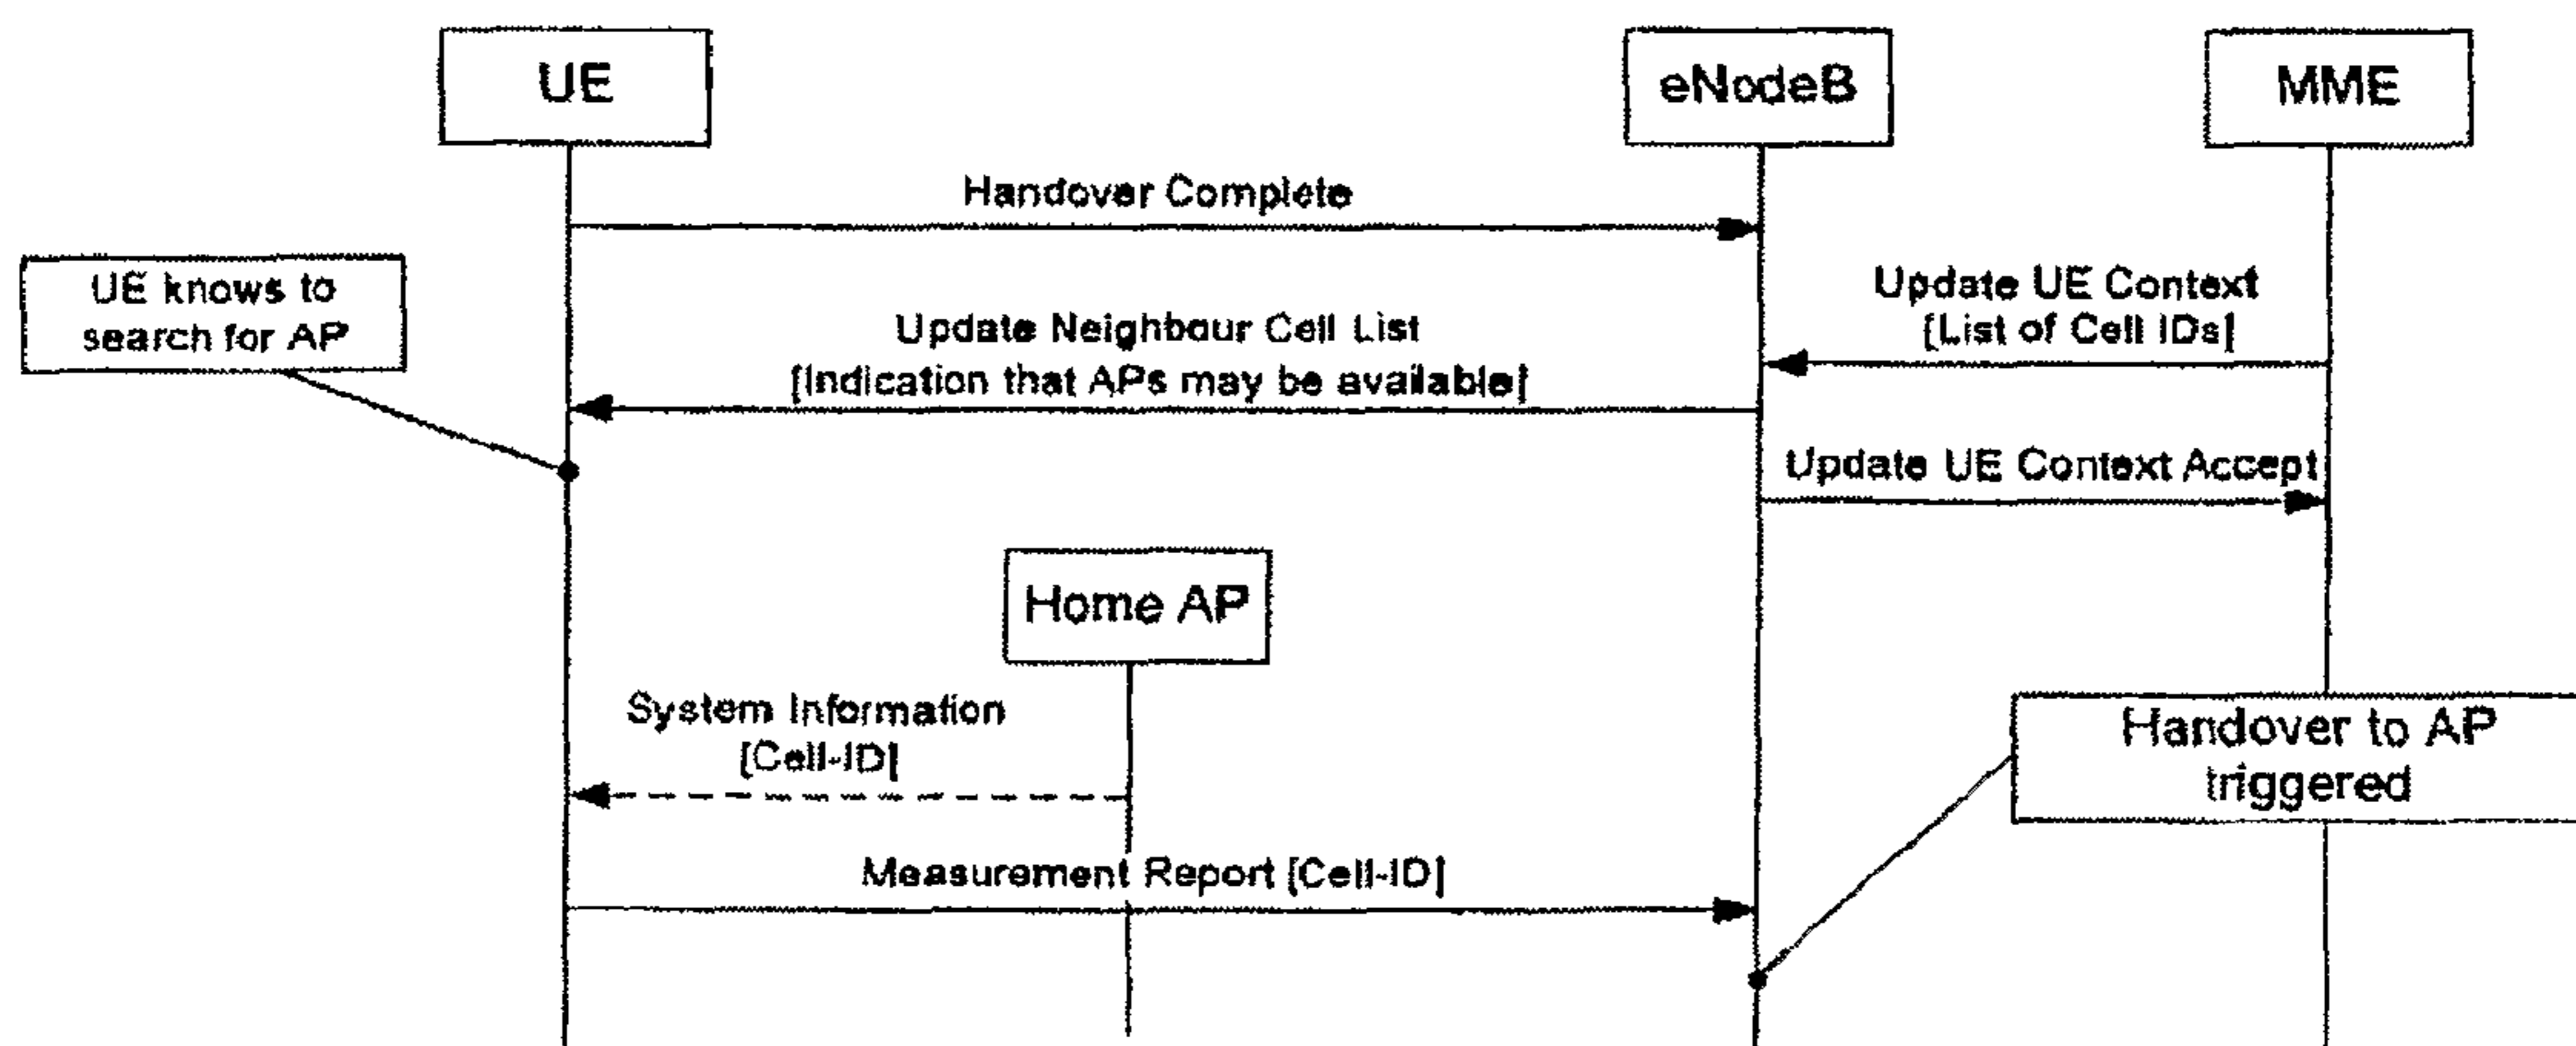 UE
eNodeB
MME
Handover Complete
UE knows to
search for AP
Update UE Context
[List of Cell IDs]
Update Neighbour Cell List
[Indication that APs may be available]
Update UE Context Accept
Home AP
System Information
[Cell-ID]
Handover to AP
triggered
Measurement Report [Cell-ID]